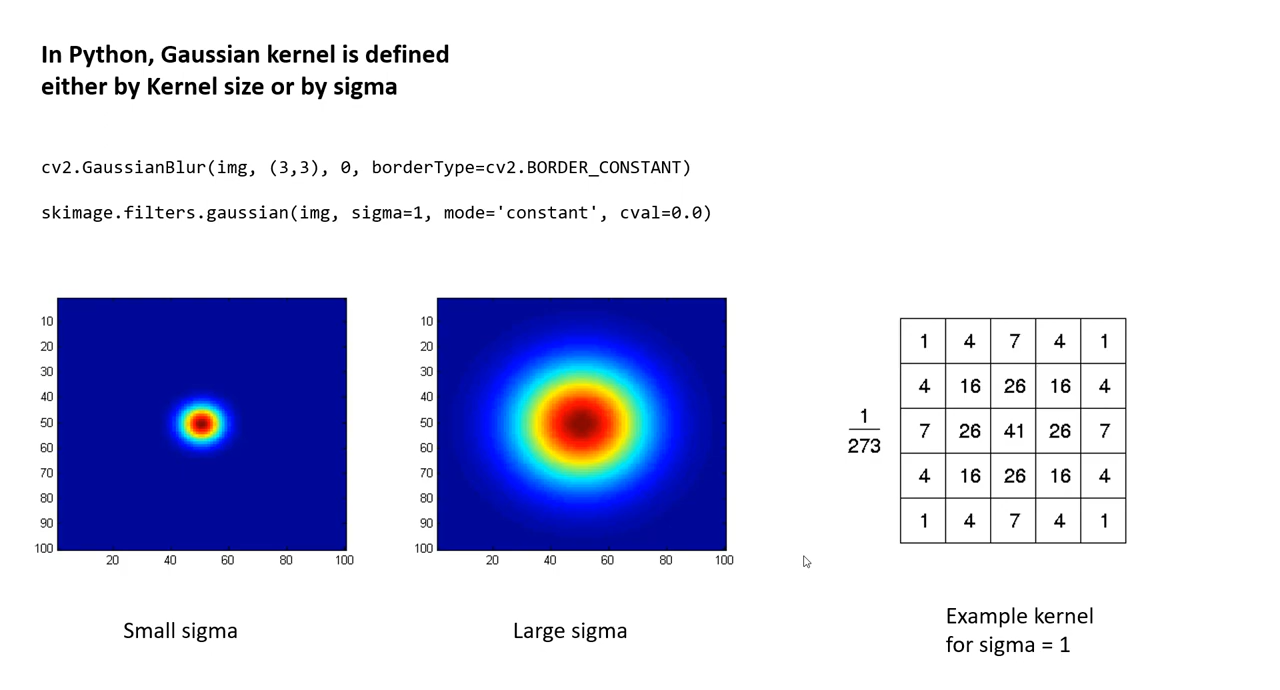 In Python, Gaussian kernel is defined
either by Kernel size or by sigma
cv2.GaussianBlur(img, (3,3), 0, borderType=cv2.BORDER_CONSTANT)
skimage.filters.gaussian(img, sigma=1, mode='constant', cval=0.0)
10
20
30
40
50
60
70
80
90
100
20 40 60 80 100
Small sigma
10
20
30
40
50
60
70
80
90
100
20 40 60 80 100
Large sigma
1
273
1 4 7 4 1
4 16 26 16 4
7 26 41 26 7
4 16 26 16 4
1 4 7 4 1
Example kernel
for sigma = 1